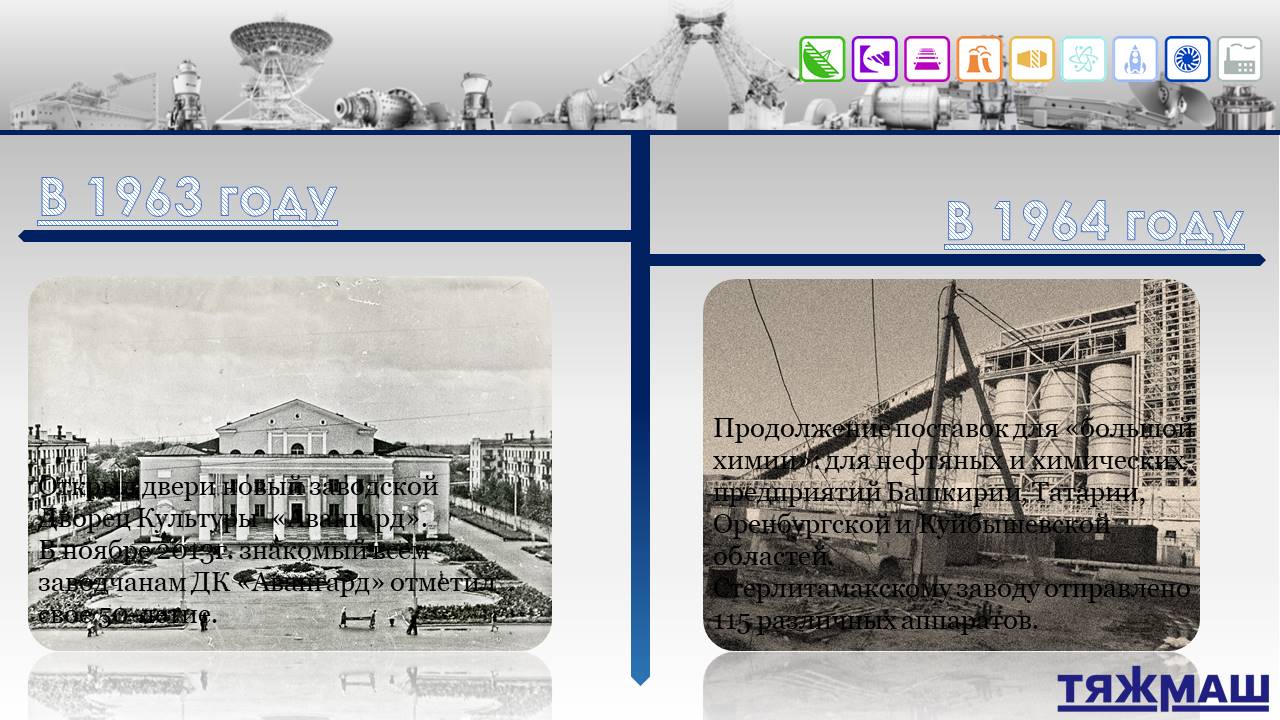 В 1963 году
Открыл двери новый заводской
Дворец Культуры «Авангард».
В ноябре 2013г. знакомый всем
заводчанам ДК «Авангард» отметил
свое 50-летие.
В 1964 году
Продолжение поставок для «большой
химии»: для нефтяных и химических
предприятий Башкирии, Татарии,
Оренбургской и Куйбышевской
областей.
Стерлитамакскому заводу отправлено
115 различных аппаратов.
ТЯЖМАШ